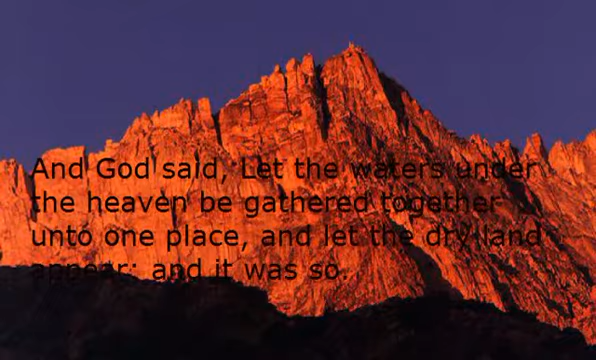 And God said, Let the waters under
the heaven be gathered together
unto one place, and let the dry land
appear: and it was so.